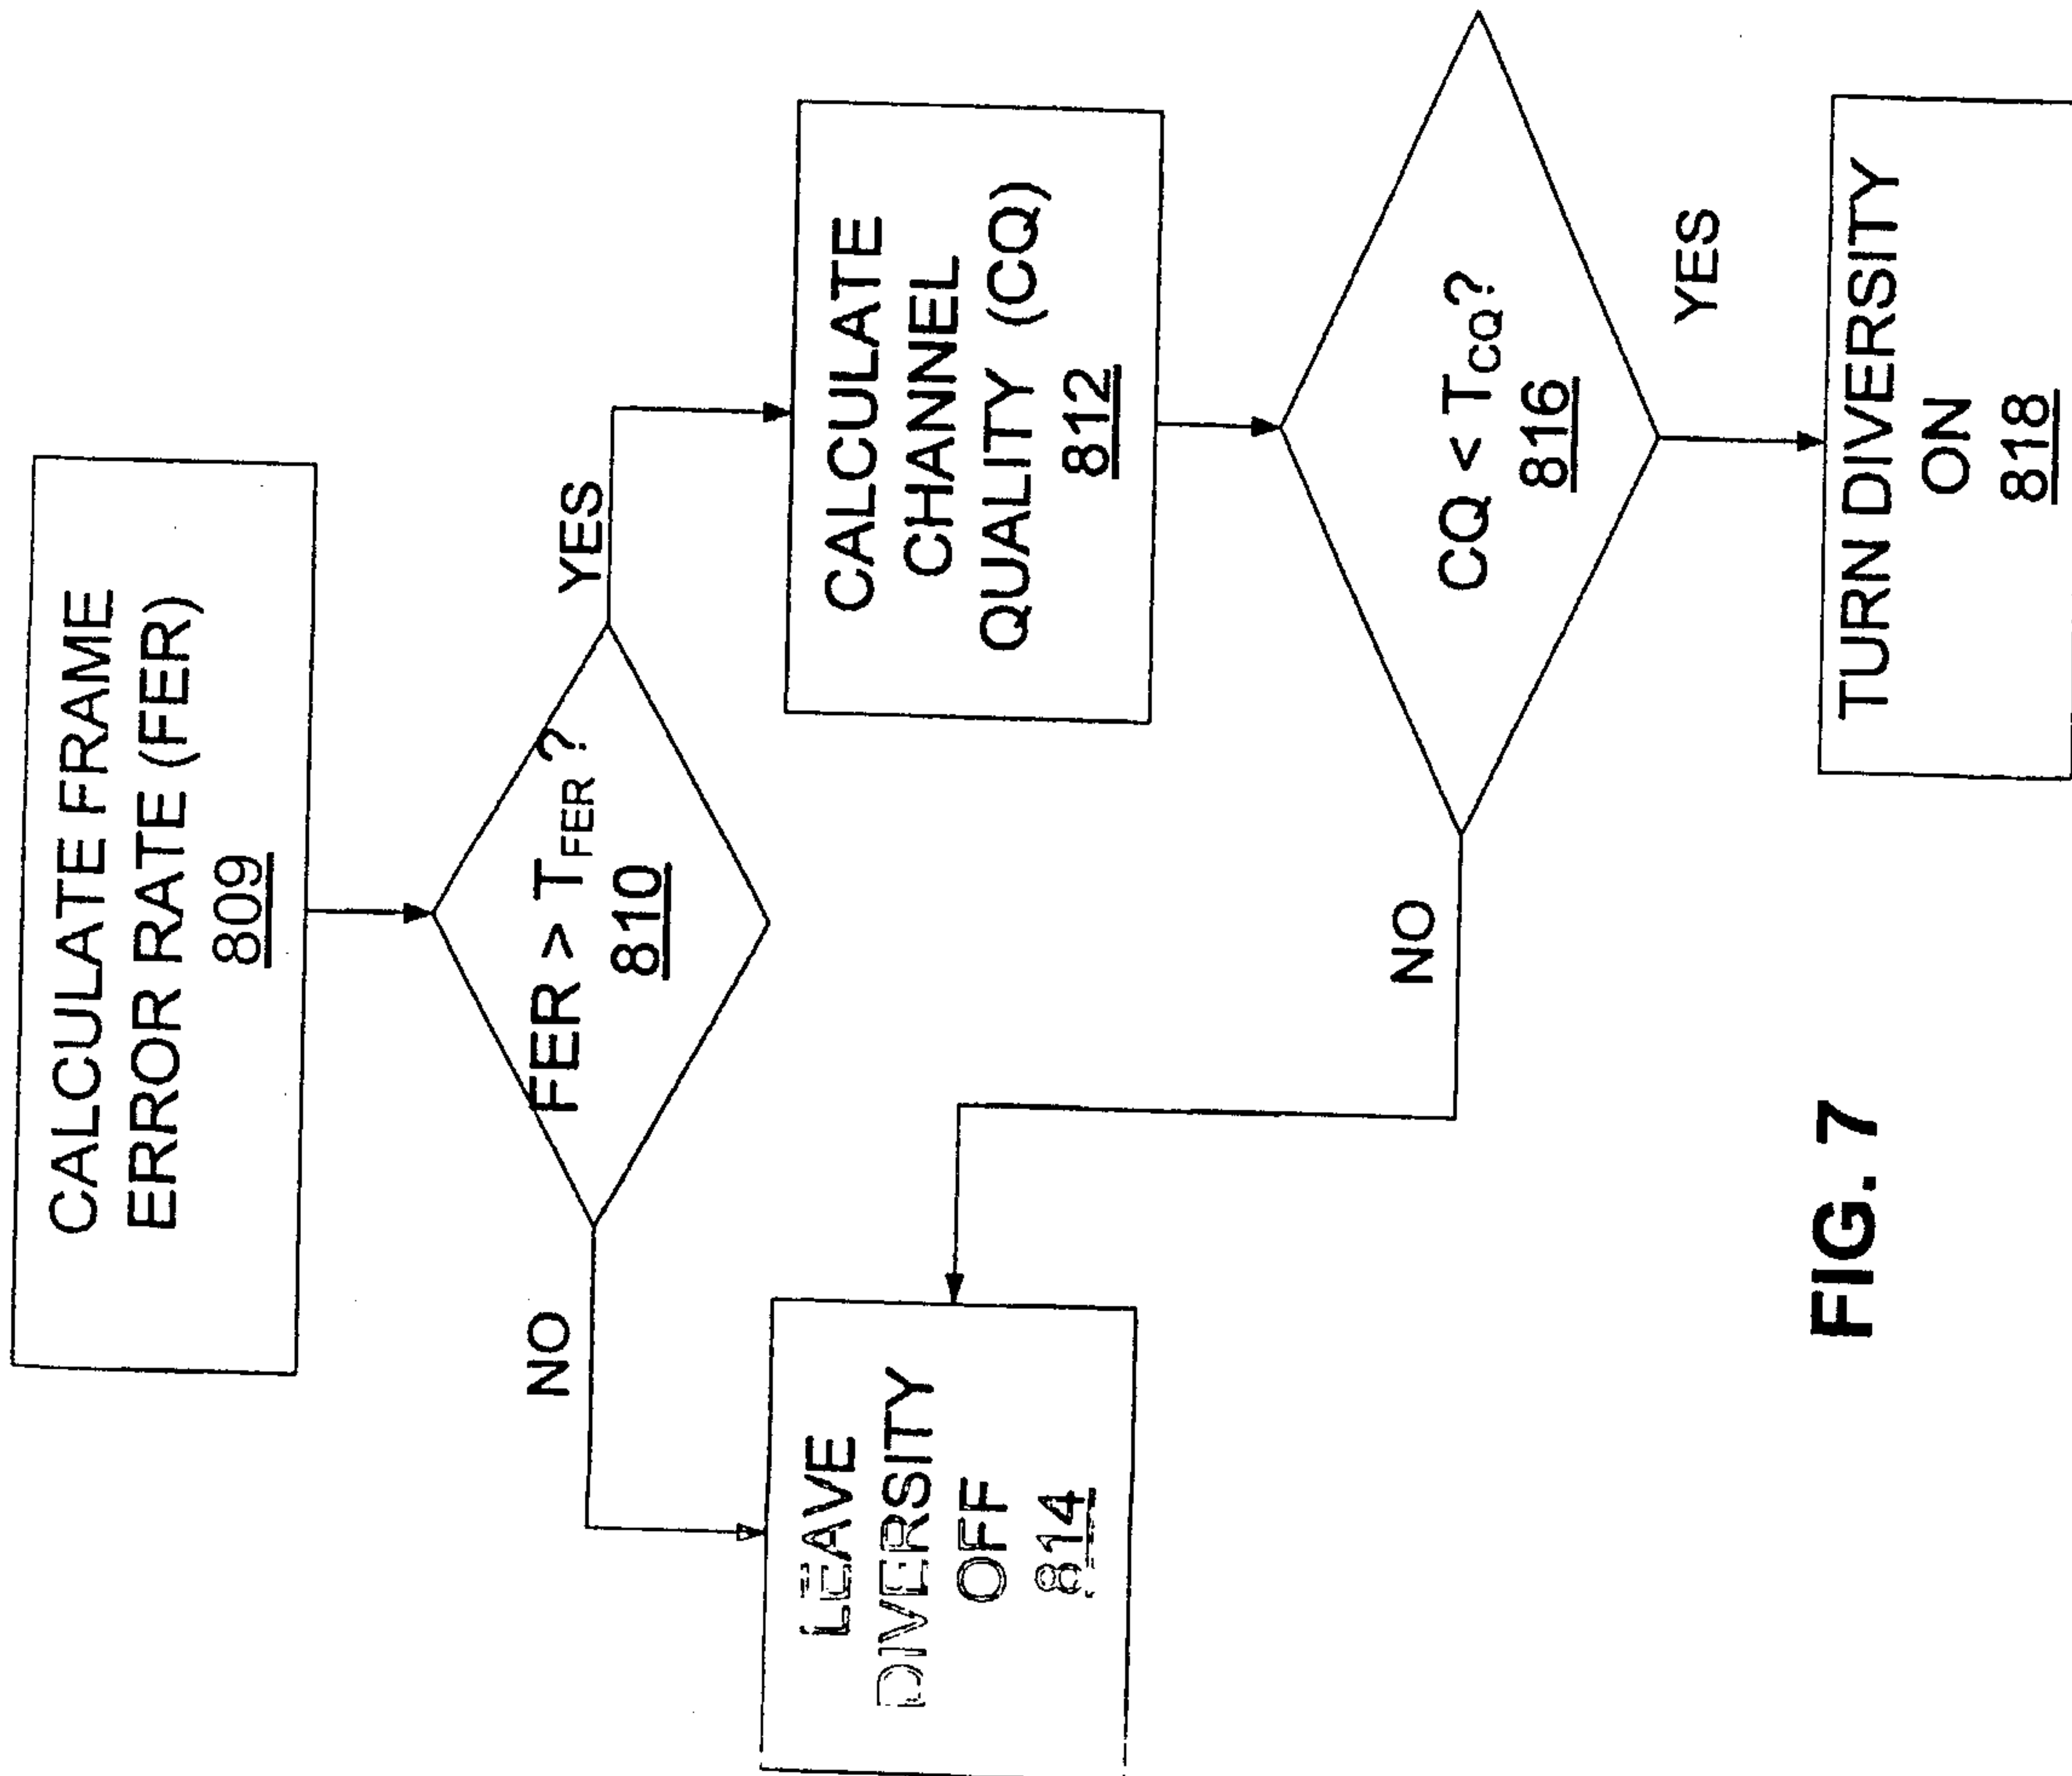 CALCULATE FRAME
ERROR RATE (FER)
809
FER > TFER ?
810
YES
NO
CALCULATE
CHANNEL
QUALITY (CQ)
812
LEAVE
DIVERSITY
OFF
814
CQ < TCQ?
816
NO
YES
TURN DIVERSITY
ON
818
FIG. 7